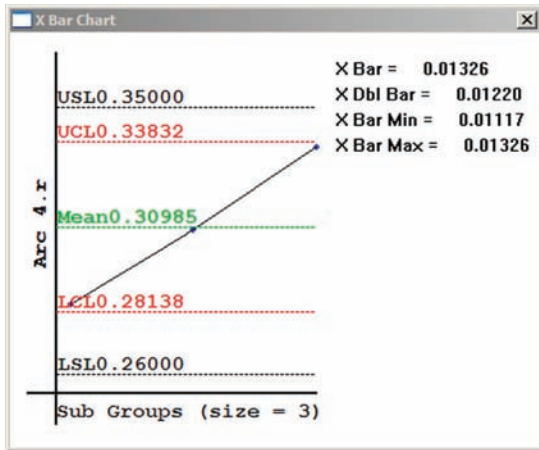 X Bar Chart
X Bar = 0.01326
X Dbl Bar = 0.01220
X Bar Min = 0.01117
X Bar Max = 0.01326
USL0.35000
UCL0.33832
Mean0.30985
LCL0.28138
LSL0.26000
Arc 4.r
Sub Groups (size = 3)